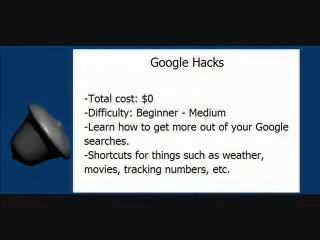 Google Hacks
-Total cost: $0
-Difficulty: Beginner - Medium
-Learn how to get more out of your Google
searches.
-Shortcuts for things such as weather,
movies, tracking numbers, etc.